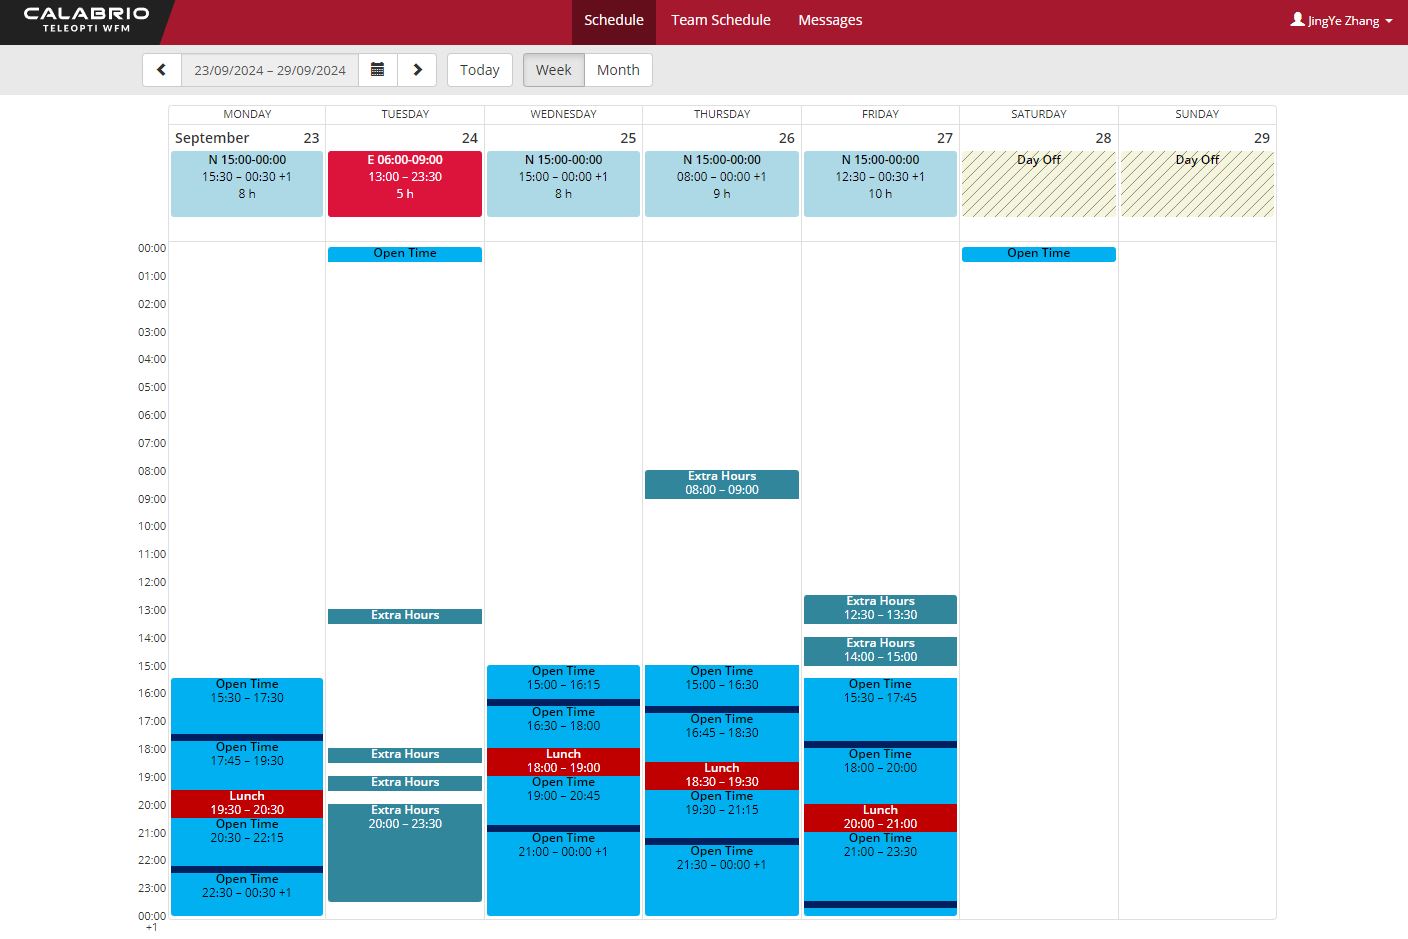 CALABRIO
TELEOPTI WFM
Schedule
Team Schedule
Messages
JingYe Zhang
23/09/2024 – 29/09/2024
Today
Week
Month
MONDAY
TUESDAY
WEDNESDAY
THURSDAY
FRIDAY
SATURDAY
SUNDAY
September 23
24
25
26
27
28
29
N 15:00-00:00
15:30 – 00:30 +1
8 h
E 06:00-09:00
13:00 – 23:30
5 h
N 15:00-00:00
15:00 – 00:00 +1
8 h
N 15:00-00:00
08:00 – 00:00 +1
9 h
N 15:00-00:00
12:30 – 00:30 +1
10 h
Day Off
Day Off
00:00
01:00
02:00
03:00
04:00
05:00
06:00
07:00
08:00
09:00
10:00
11:00
12:00
13:00
14:00
15:00
16:00
17:00
18:00
19:00
20:00
21:00
22:00
23:00
00:00
+1
Open Time
15:30 – 17:30
Open Time
17:45 – 19:30
Lunch
19:30 – 20:30
Open Time
20:30 – 22:15
Open Time
22:30 – 00:30 +1
Open Time
Extra Hours
Extra Hours
Extra Hours
Extra Hours
20:00 – 23:30
Open Time
15:00 – 16:15
Open Time
16:30 – 18:00
Lunch
18:00 – 19:00
Open Time
19:00 – 20:45
Open Time
21:00 – 00:00 +1
Extra Hours
08:00 – 09:00
Open Time
15:00 – 16:30
Open Time
16:45 – 18:30
Lunch
18:30 – 19:30
Open Time
19:30 – 21:15
Open Time
21:30 – 00:00 +1
Extra Hours
12:30 – 13:30
Extra Hours
14:00 – 15:00
Open Time
15:30 – 17:45
Open Time
18:00 – 20:00
Lunch
20:00 – 21:00
Open Time
21:00 – 23:30
Open Time